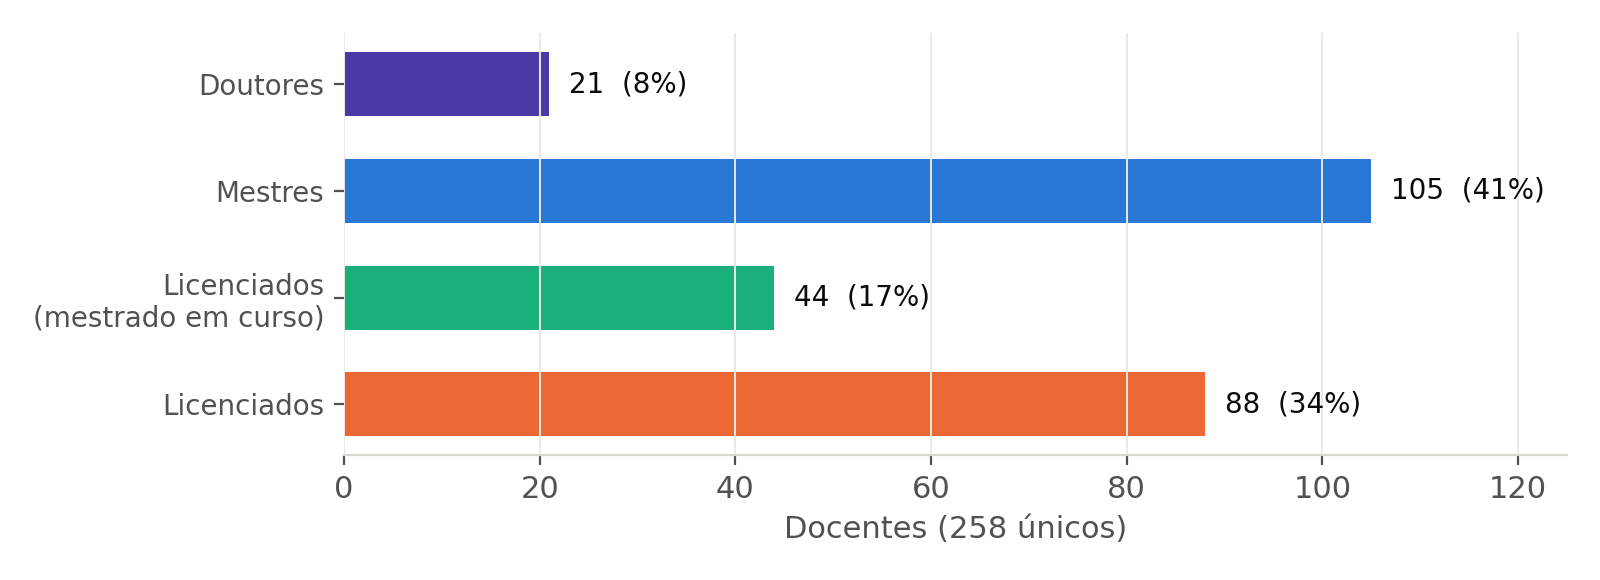 Doutores
21 (8%)
Mestres
105 (41%)
Licenciados
(mestrado em curso)
44 (17%)
Licenciados
88 (34%)
0 20 40 60 80 100 120
Docentes (258 únicos)